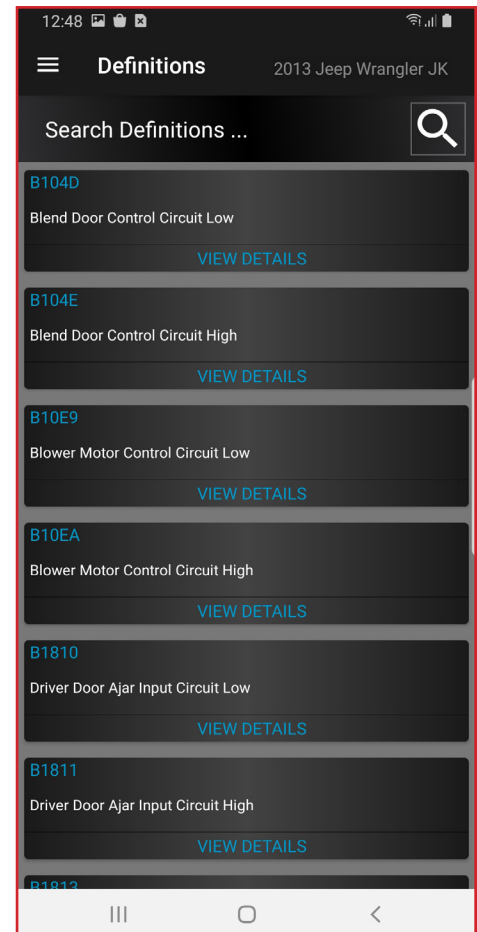 12:48
Definitions 2013 Jeep Wrangler JK
Search Definitions ...
B104D
Blend Door Control Circuit Low
VIEW DETAILS
B104E
Blend Door Control Circuit High
VIEW DETAILS
B10E9
Blower Motor Control Circuit Low
VIEW DETAILS
B10EA
Blower Motor Control Circuit High
VIEW DETAILS
B1810
Driver Door Ajar Input Circuit Low
VIEW DETAILS
B1811
Driver Door Ajar Input Circuit High
VIEW DETAILS
B1813